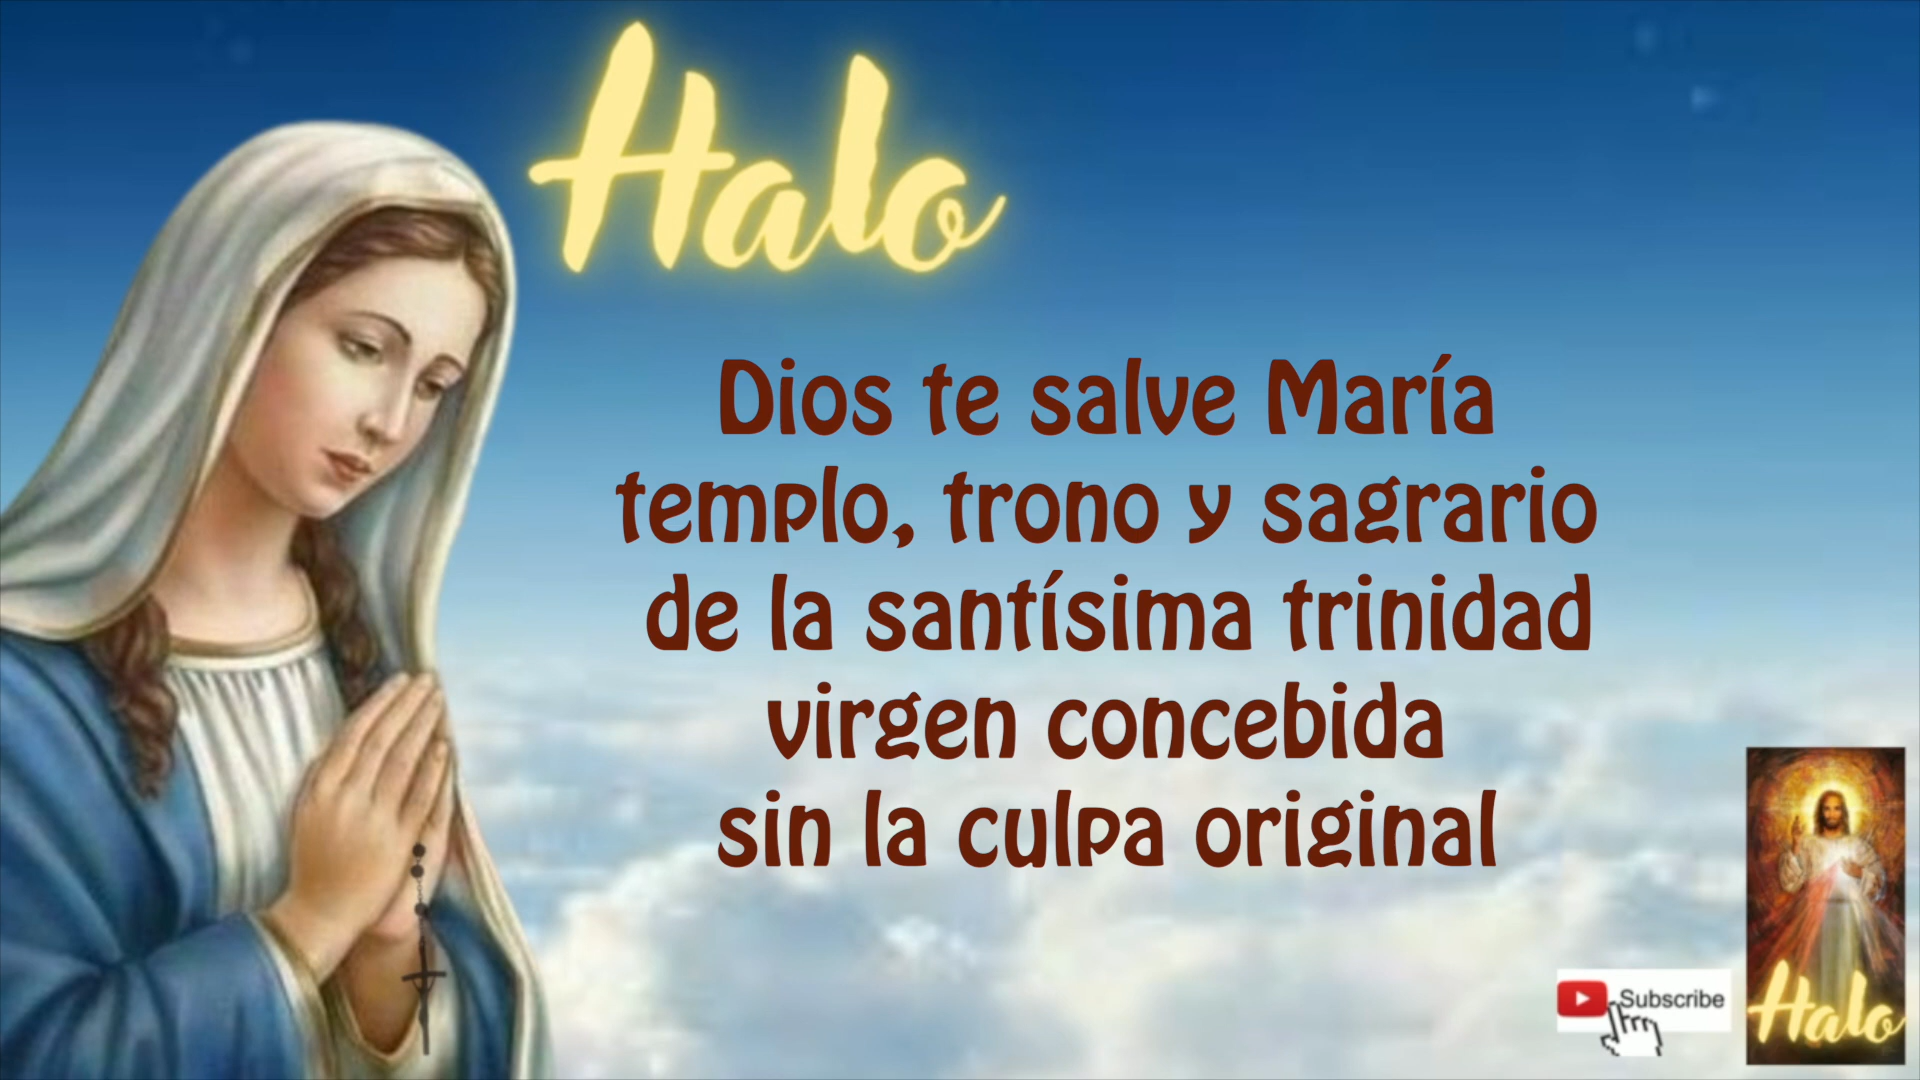 Halo
Dios te salve María
templo, trono y sagrario
de la santísima trinidad
virgen concebida
sin la culpa original
Subscribe
Halo